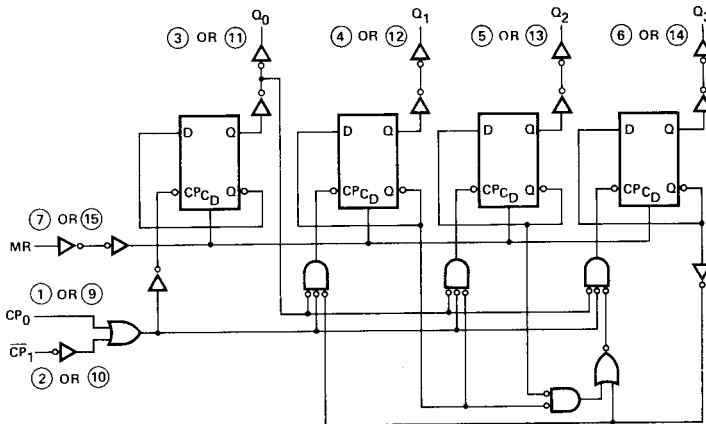 Q0 Q1 Q2 Q3
3 OR 11 4 OR 12 5 OR 13 6 OR 14
D Q D Q D Q D Q
CP CD Q CP CD Q CP CD Q CP CD Q
7 OR 15
MR
1 OR 9
CP0
CP1
2 OR 10